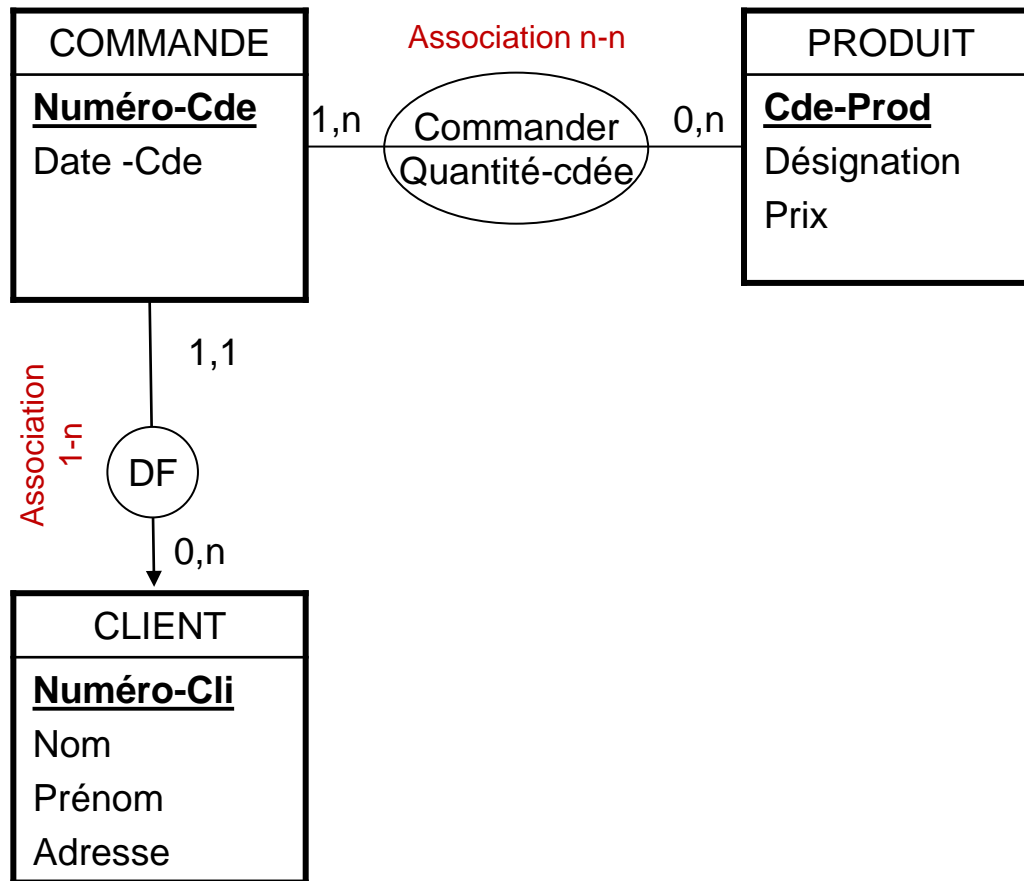 COMMANDE
Numéro-Cde
Date -Cde
Association n-n
1,n
Commander
Quantité-cdée
0,n
PRODUIT
Cde-Prod
Désignation
Prix
1,1
Association
1-n
DF
0,n
CLIENT
Numéro-Cli
Nom
Prénom
Adresse